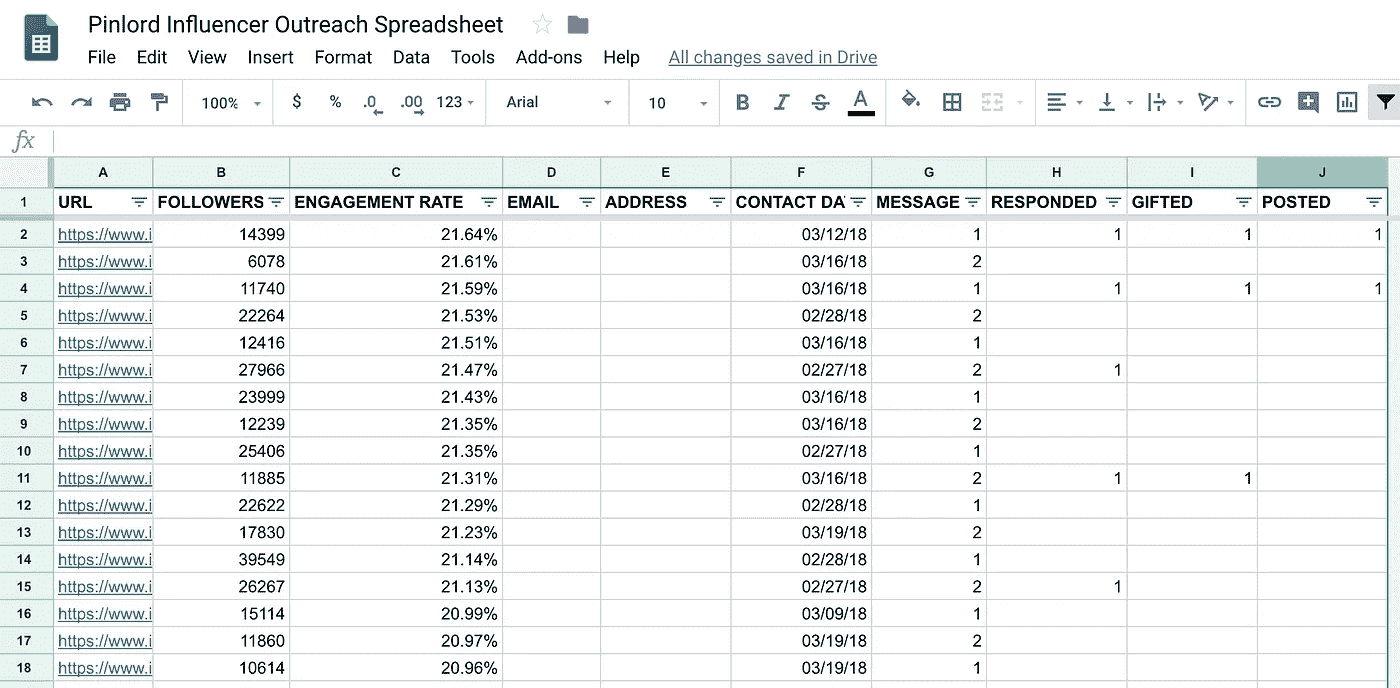 Pinlord Influencer Outreach Spreadsheet
File Edit View Insert Format Data Tools Add-ons Help All changes saved in Drive
100% $ % .0 .00 123 Arial 10 B I S A
fx
A B C D E F G H I J
1 URL FOLLOWERS ENGAGEMENT RATE EMAIL ADDRESS CONTACT DA MESSAGE RESPONDED GIFTED POSTED
2 https://www.i 14399 21.64% 03/12/18 1 1 1 1
3 https://www.i 6078 21.61% 03/16/18 2
4 https://www.i 11740 21.59% 03/16/18 1 1 1 1
5 https://www.i 22264 21.53% 02/28/18 2
6 https://www.i 12416 21.51% 03/16/18 1
7 https://www.i 27966 21.47% 02/27/18 2 1
8 https://www.i 23999 21.43% 03/16/18 1
9 https://www.i 12239 21.35% 03/16/18 2
10 https://www.i 25406 21.35% 02/27/18 1
11 https://www.i 11885 21.31% 03/16/18 2 1 1
12 https://www.i 22622 21.29% 02/28/18 1
13 https://www.i 17830 21.23% 03/19/18 2
14 https://www.i 39549 21.14% 02/28/18 1
15 https://www.i 26267 21.13% 02/27/18 2 1
16 https://www.i 15114 20.99% 03/09/18 1
17 https://www.i 11860 20.97% 03/19/18 2
18 https://www.i 10614 20.96% 03/19/18 1